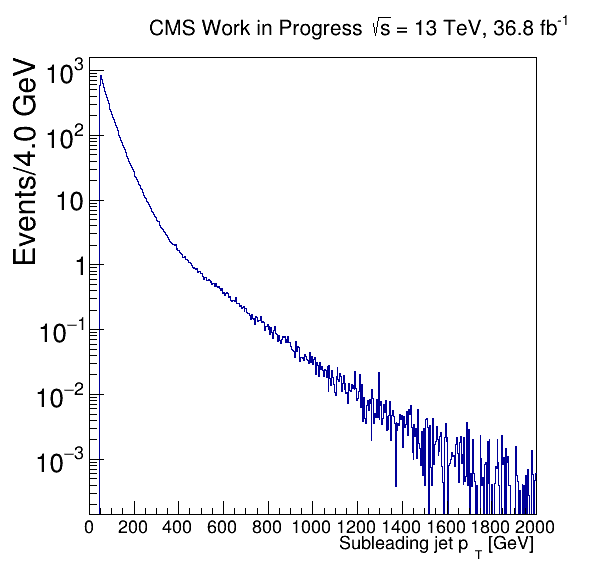 CMS Work in Progress √s = 13 TeV, 36.8 fb⁻¹
Events/4.0 GeV
10³
10²
10
1
10⁻¹
10⁻²
10⁻³
0 200 400 600 800 1000 1200 1400 1600 1800 2000
Subleading jet p_T [GeV]